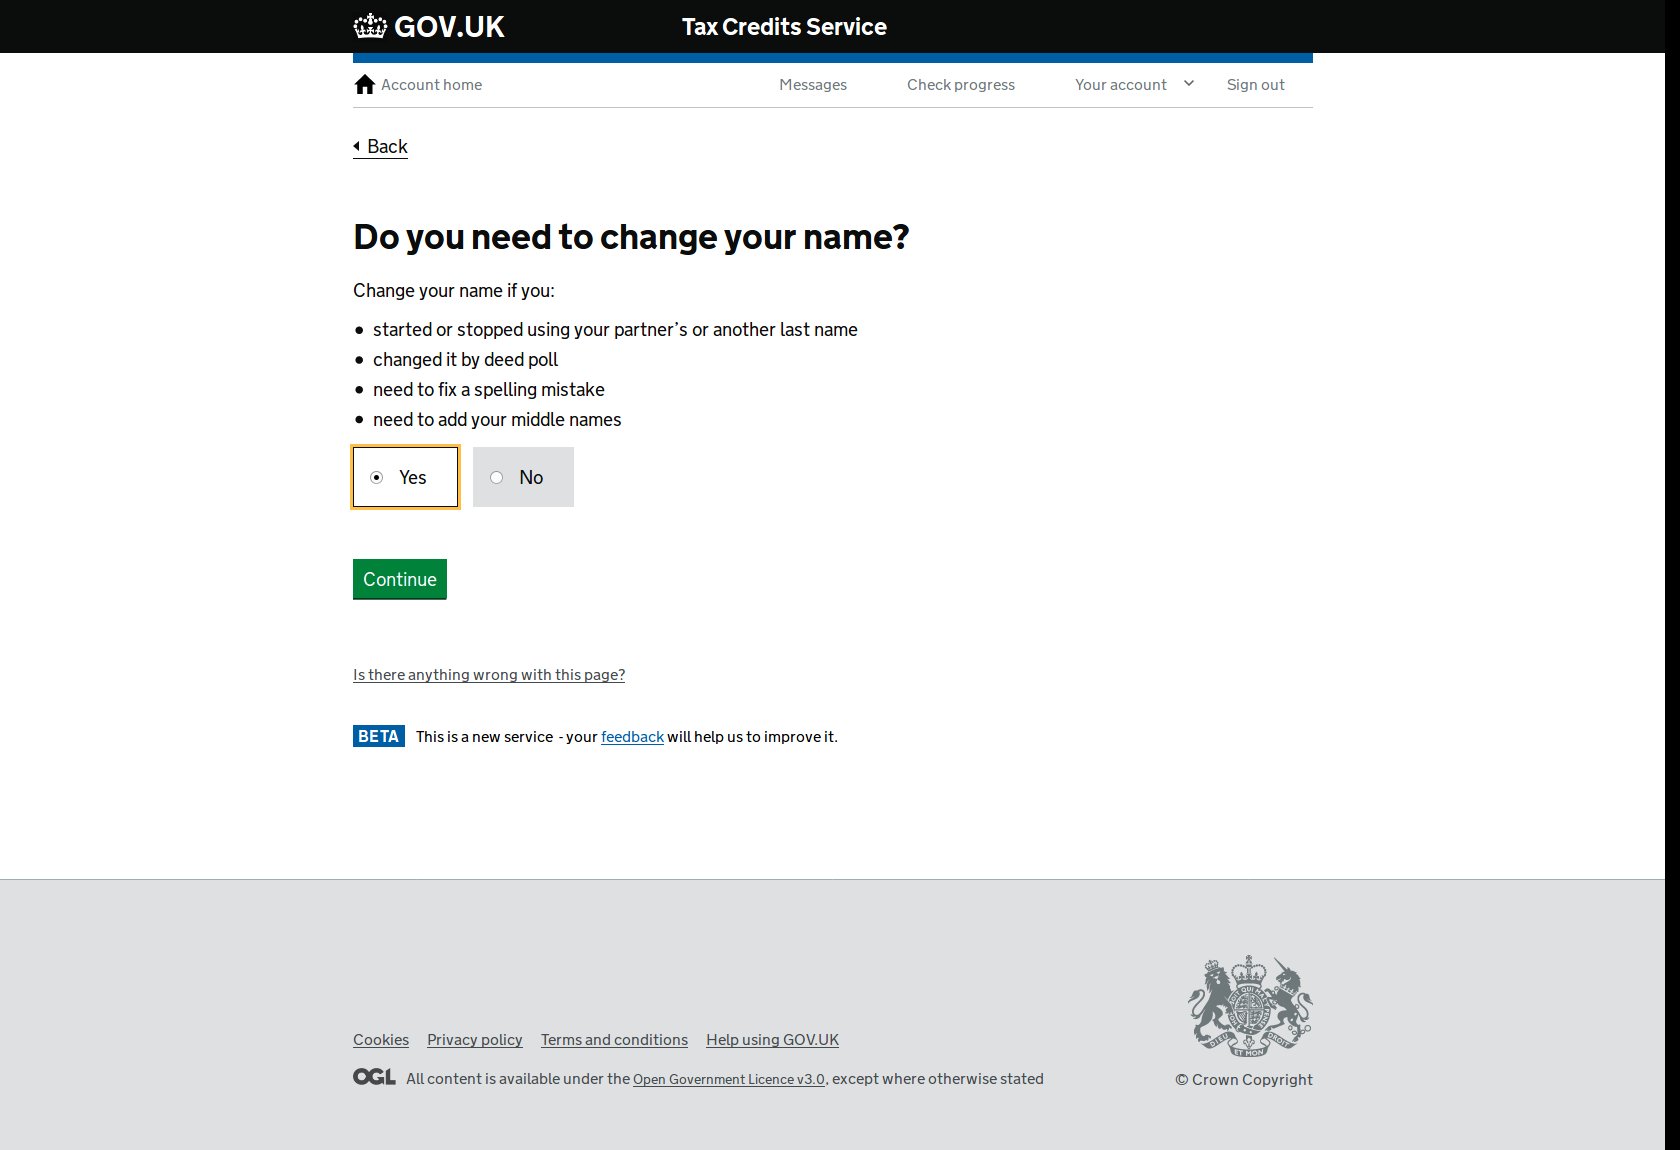 GOV.UK
Tax Credits Service
Account home
Messages
Check progress
Your account
Sign out
Back
Do you need to change your name?
Change your name if you:
• started or stopped using your partner’s or another last name
• changed it by deed poll
• need to fix a spelling mistake
• need to add your middle names
Yes
No
Continue
Is there anything wrong with this page?
BETA This is a new service - your feedback will help us to improve it.
Cookies Privacy policy Terms and conditions Help using GOV.UK
OGL All content is available under the Open Government Licence v3.0, except where otherwise stated
DIEU ET MON DROIT
© Crown Copyright